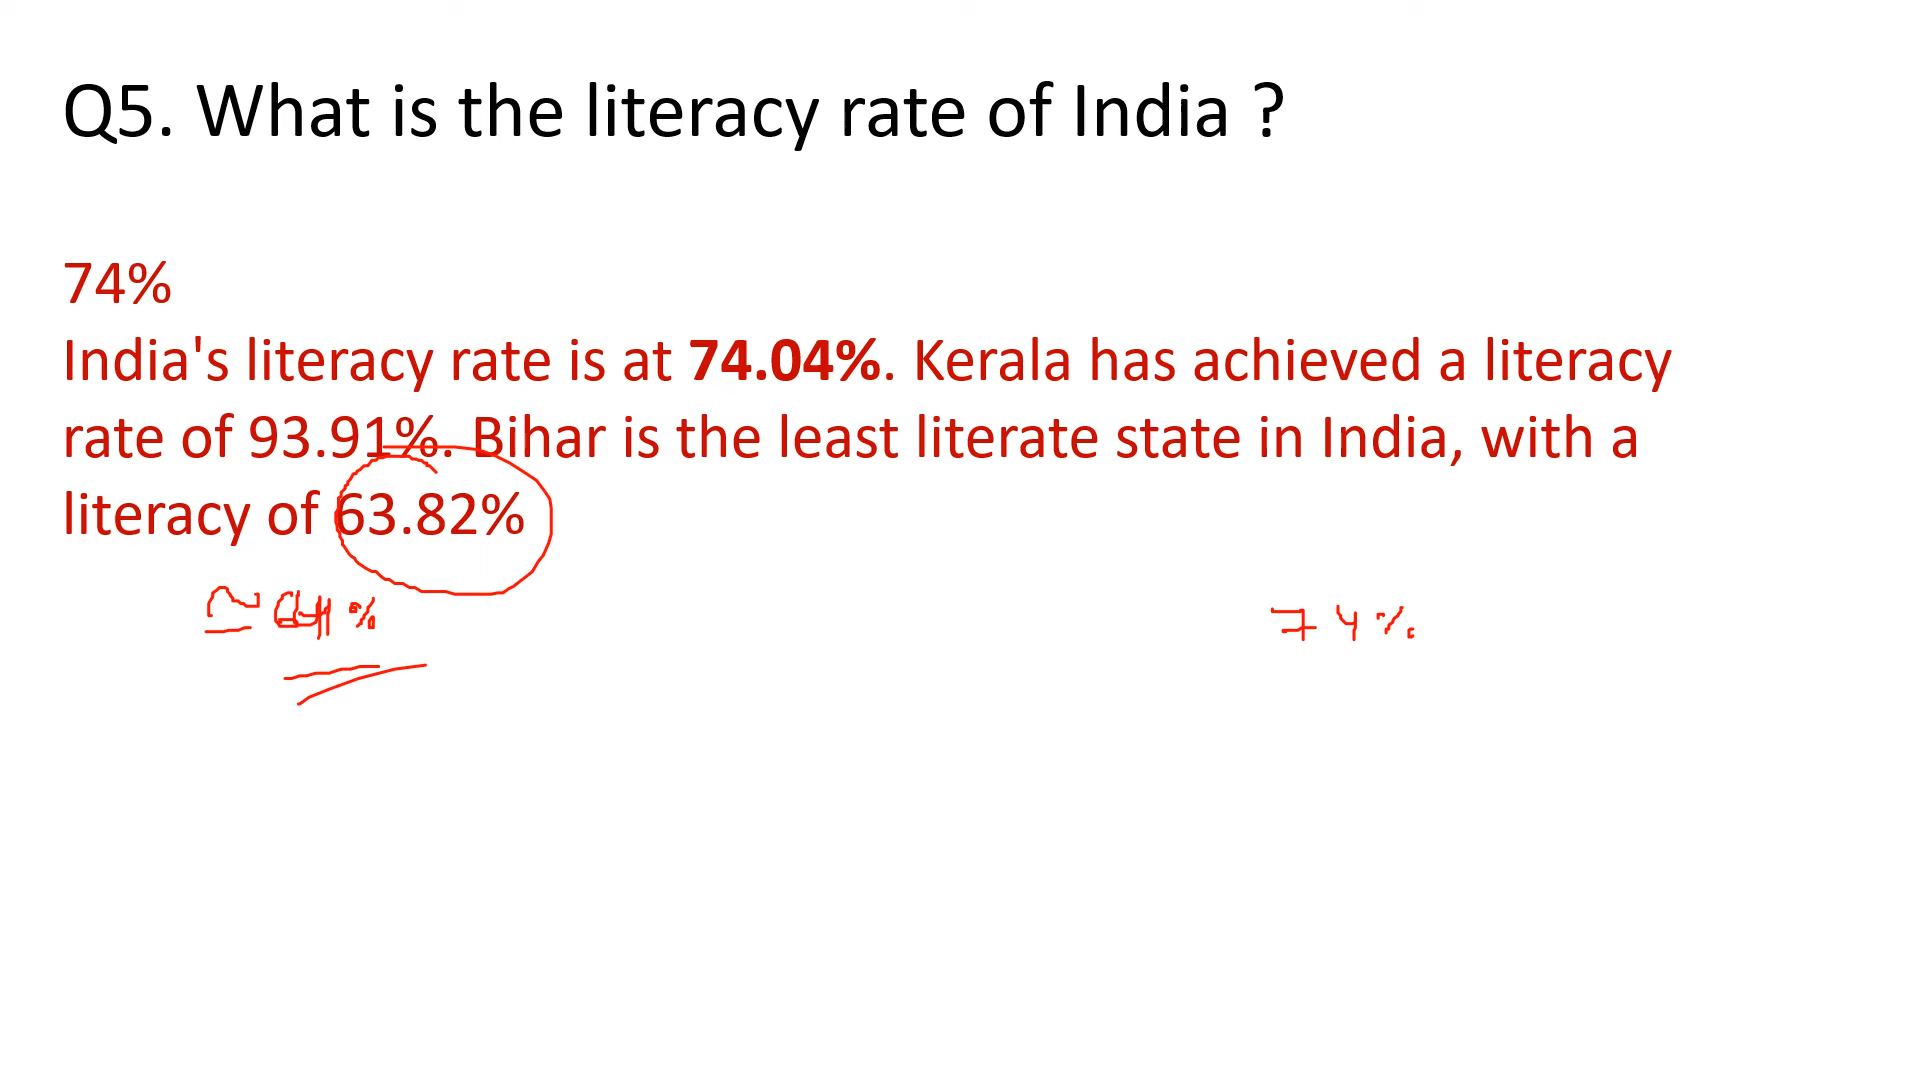 Q5. What is the literacy rate of India ?
74%
India's literacy rate is at 74.04%. Kerala has achieved a literacy
rate of 93.91%. Bihar is the least literate state in India, with a
literacy of 63.82%
≃ 64% 74%